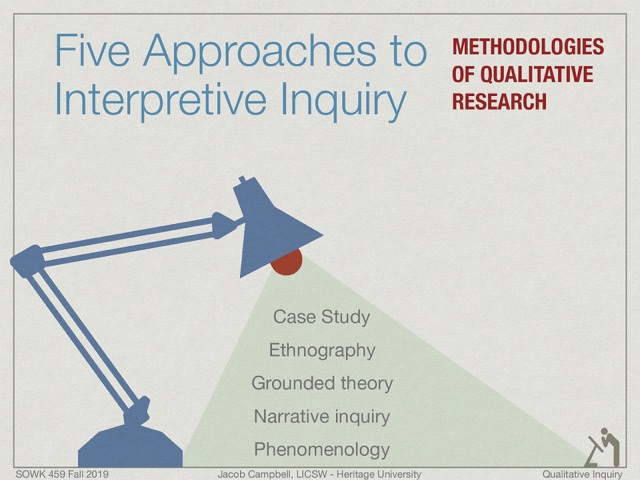 Five Approaches to
Interpretive Inquiry
METHODOLOGIES
OF QUALITATIVE
RESEARCH
Case Study
Ethnography
Grounded theory
Narrative inquiry
Phenomenology
SOWK 459 Fall 2019
Jacob Campbell, LICSW - Heritage University
Qualitative Inquiry